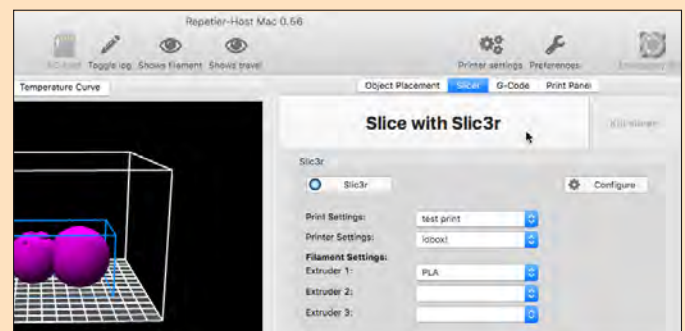 Repetier-Host Mac 0.56
Toggle log Shows filament Shows travel Printer settings Preferences
Temperature Curve Object Placement Slicer G-Code Print Panel
Slice with Slic3r
Slic3r
Slic3r Configure
Print Settings: test print
Printer Settings:
Filament Settings:
Extruder 1: PLA
Extruder 2:
Extruder 3: